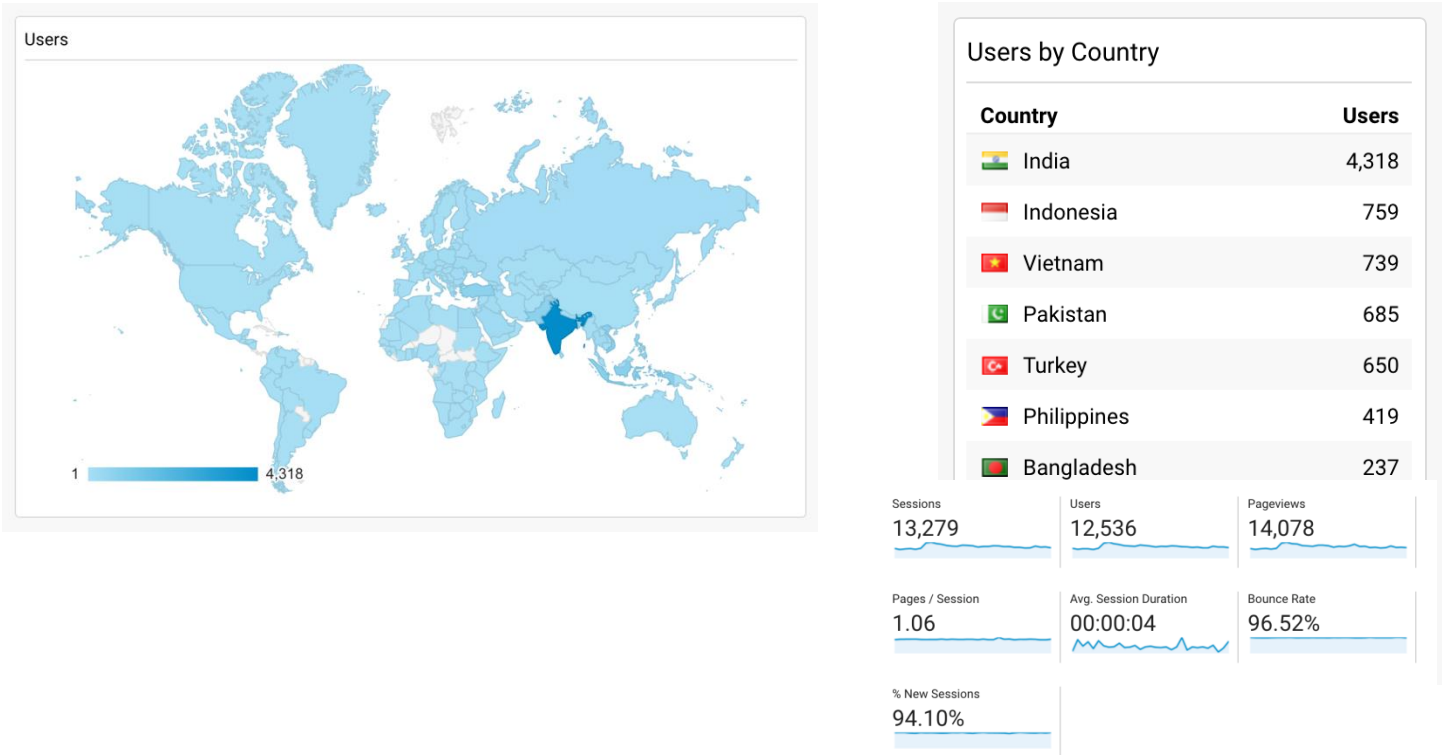 Users
1
4,318
Users by Country
Country Users
India 4,318
Indonesia 759
Vietnam 739
Pakistan 685
Turkey 650
Philippines 419
Bangladesh 237
Sessions Users Pageviews
13,279 12,536 14,078
Pages / Session Avg. Session Duration Bounce Rate
1.06 00:00:04 96.52%
% New Sessions
94.10%